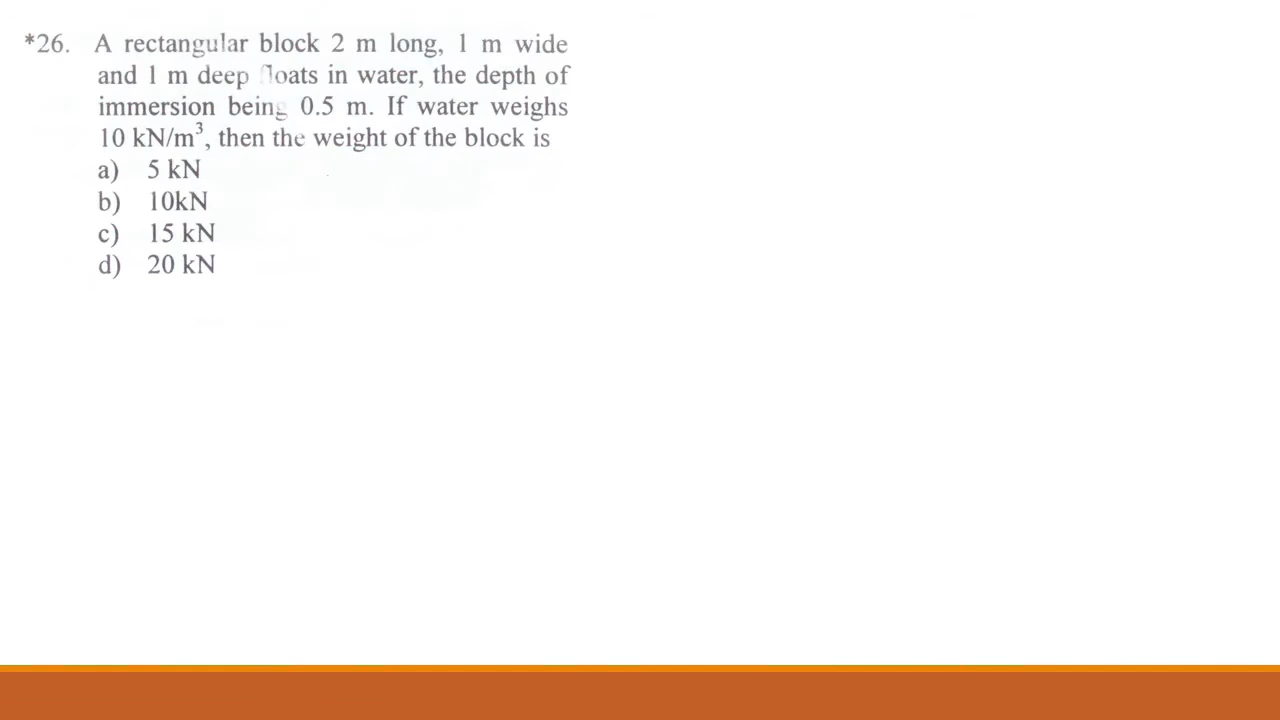 *26. A rectangular block 2 m long, 1 m wide
and 1 m deep floats in water, the depth of
immersion being 0.5 m. If water weighs
10 kN/m³, then the weight of the block is
a) 5 kN
b) 10kN
c) 15 kN
d) 20 kN